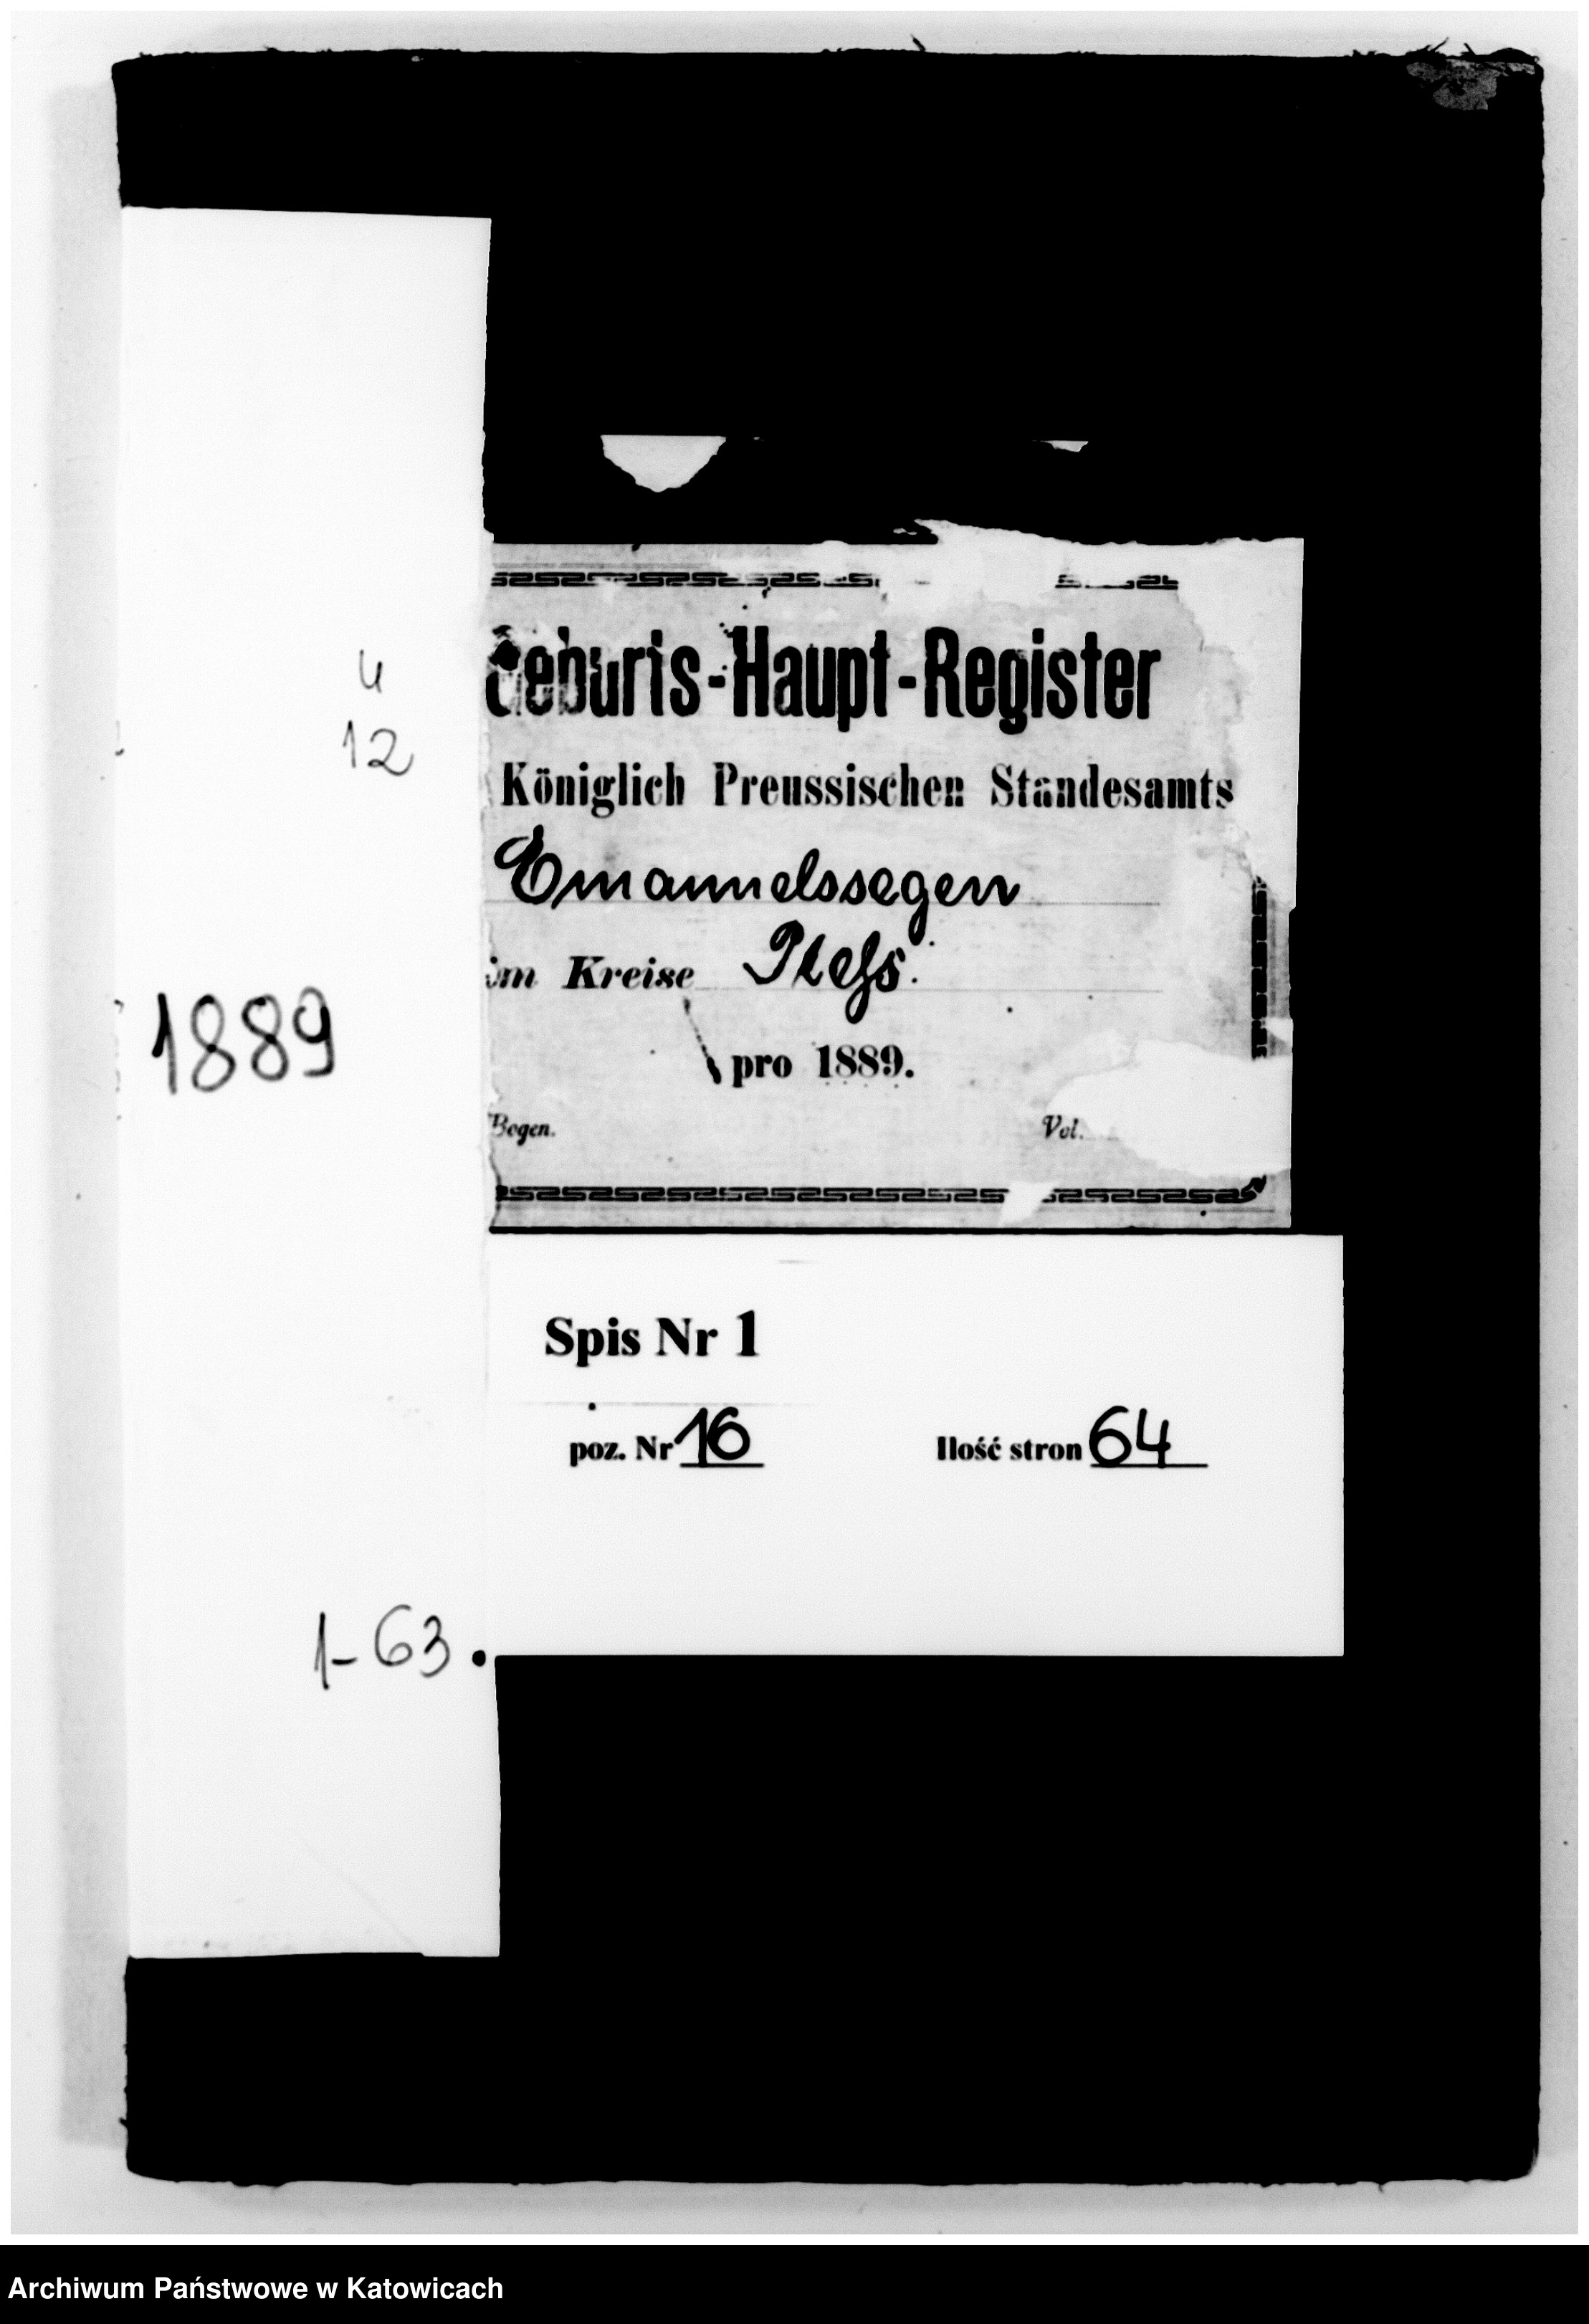 4
12
1889
1-63.
Geburts-Haupt-Register
Königlich Preussischen Standesamts
Emanuelssegen
im Kreise Pless.
pro 1889.
Bogen. Vol.
Spis Nr 1
poz. Nr 16 Ilość stron 64
Archiwum Państwowe w Katowicach